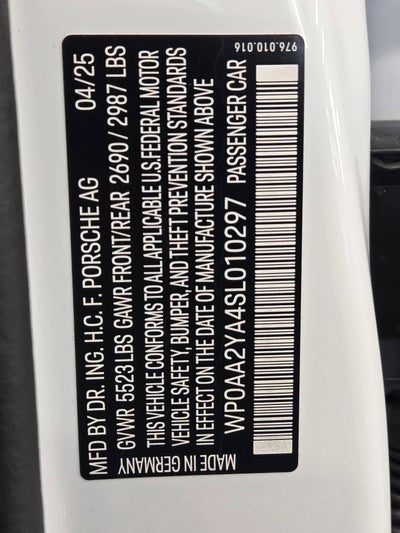 MFD BY DR. ING. H.C. F. PORSCHE AG 04/25
GVWR 5523 LBS GAWR FRONT/REAR 2690 / 2987 LBS
THIS VEHICLE CONFORMS TO ALL APPLICABLE U.S. FEDERAL MOTOR
VEHICLE SAFETY, BUMPER, AND THEFT PREVENTION STANDARDS
IN EFFECT ON THE DATE OF MANUFACTURE SHOWN ABOVE
WP0AA2YA4SL010297 PASSENGER CAR
MADE IN GERMANY
976.010.016